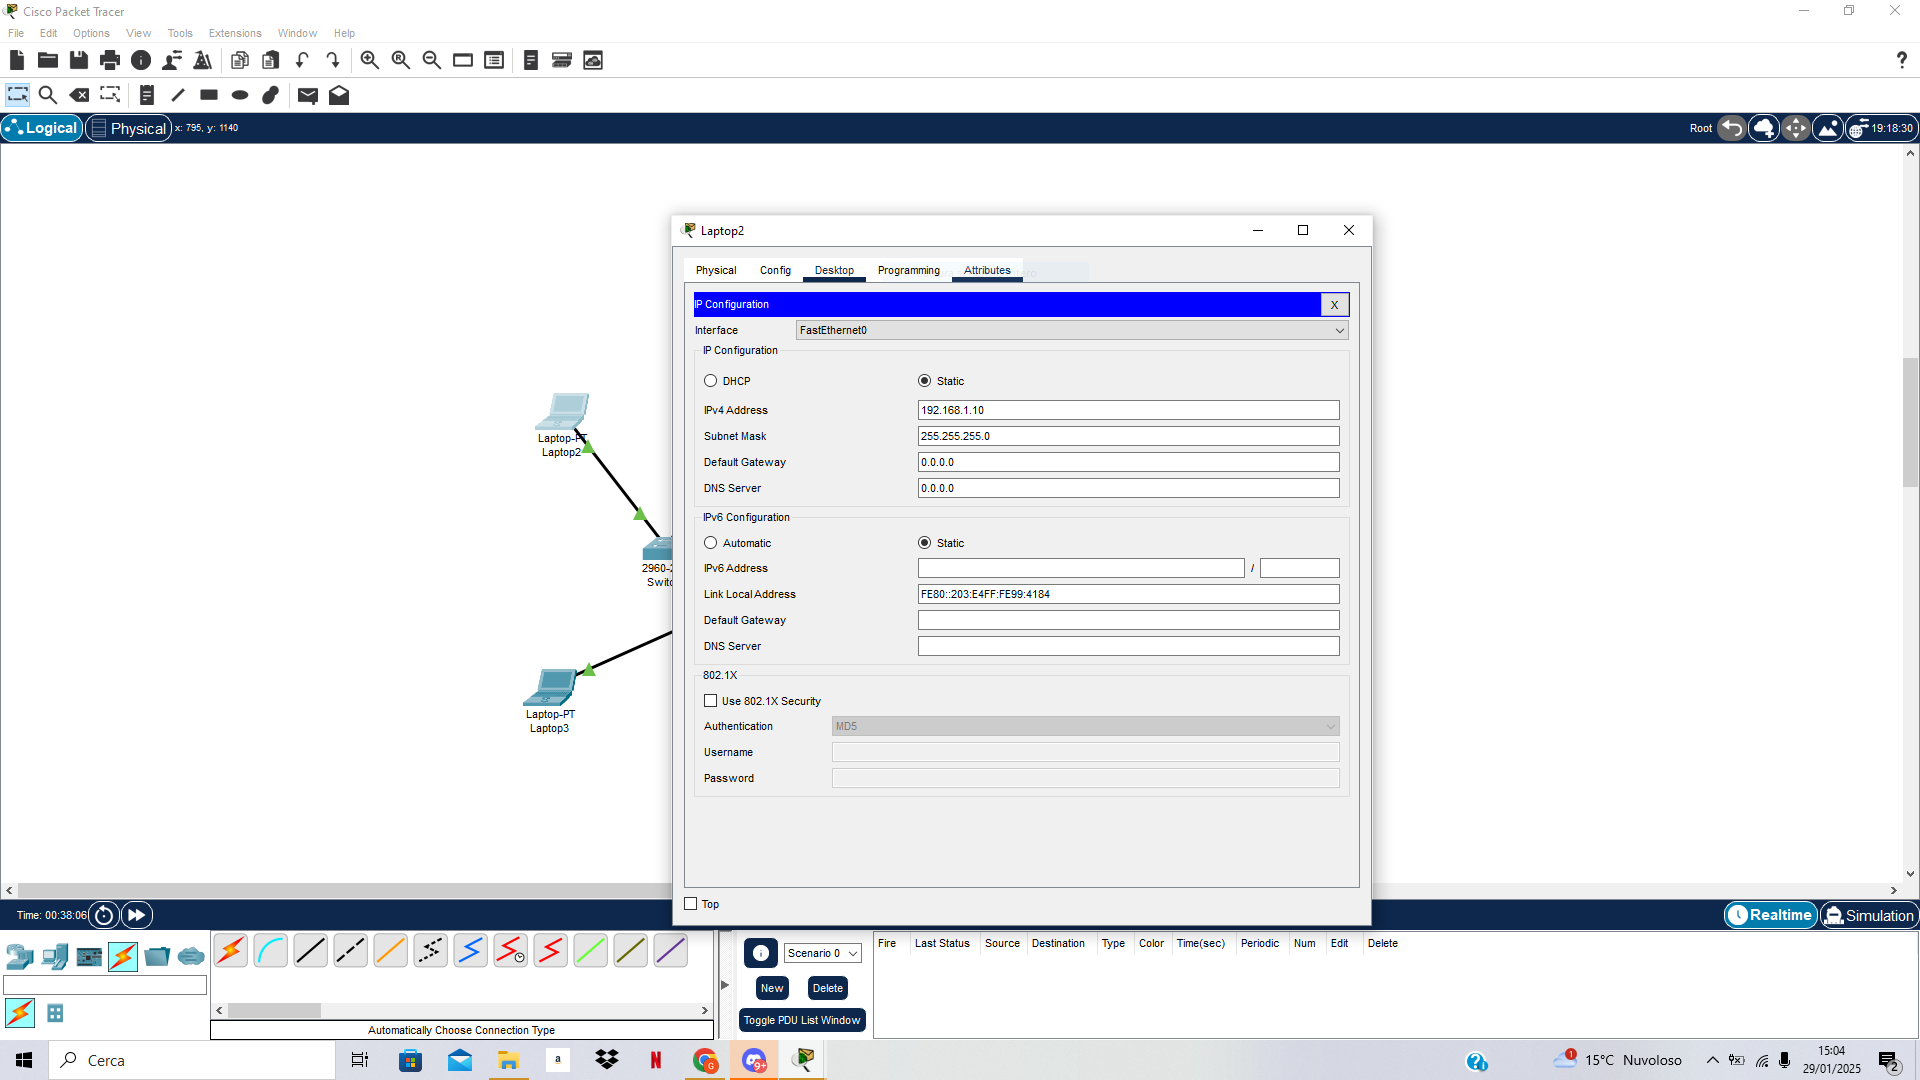 Cisco Packet Tracer
File Edit Options View Tools Extensions Window Help
?
Logical Physical x: 795, y: 1140 Root 19:18:30
Laptop2
Physical Config Desktop Programming Attributes
IP Configuration X
Interface FastEthernet0
IP Configuration
DHCP Static
IPv4 Address 192.168.1.10
Subnet Mask 255.255.255.0
Default Gateway 0.0.0.0
DNS Server 0.0.0.0
IPv6 Configuration
Automatic Static
IPv6 Address /
Link Local Address FE80::203:E4FF:FE99:4184
Default Gateway
DNS Server
802.1X
Use 802.1X Security
Authentication MD5
Username
Password
Top
Laptop-PT
Laptop2
2960-2
Switc
Laptop-PT
Laptop3
Time: 00:38:06 Realtime Simulation
Scenario 0
New Delete
Toggle PDU List Window
Fire Last Status Source Destination Type Color Time(sec) Periodic Num Edit Delete
Automatically Choose Connection Type
Cerca a N G 9+ 1 15°C Nuvoloso 15:04
29/01/2025 2